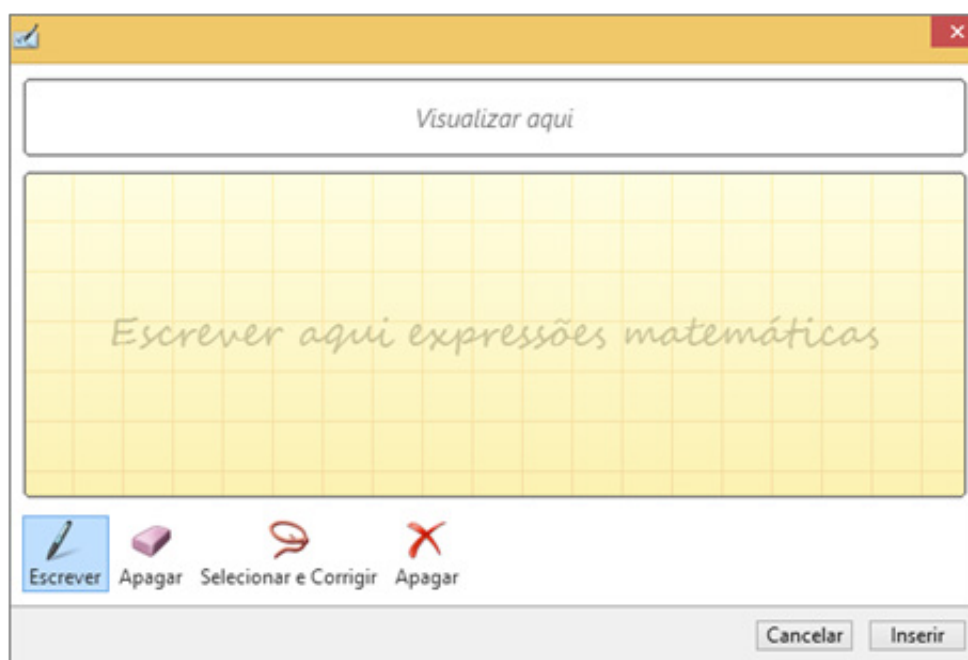 Visualizar aqui
Escrever aqui expressões matemáticas
Escrever Apagar Selecionar e Corrigir Apagar
Cancelar Inserir